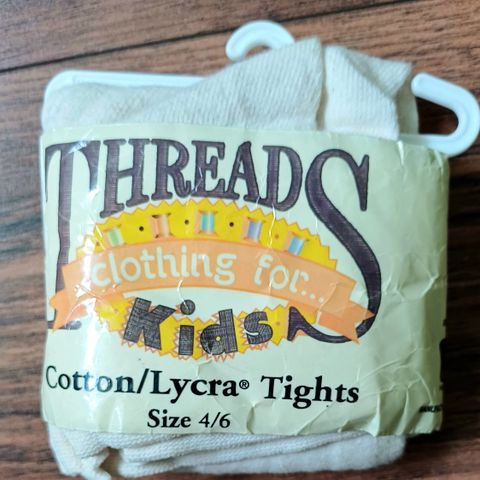 THREADS
clothing for...
Kids
Cotton/Lycra® Tights
Size 4/6